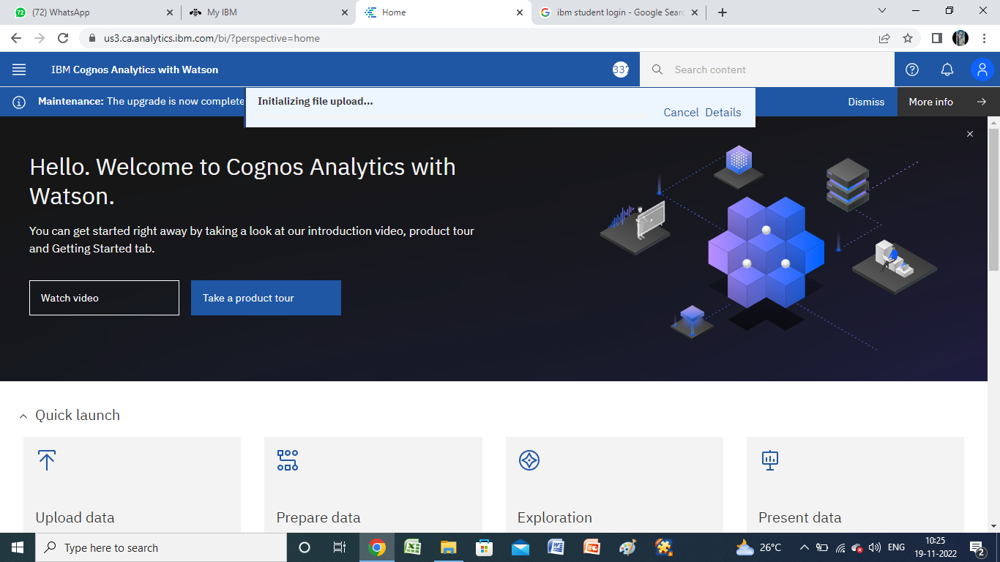 72
(72) WhatsApp
My IBM
Home
ibm student login - Google Searc
us3.ca.analytics.ibm.com/bi/?perspective=home
IBM Cognos Analytics with Watson
337
Search content
Maintenance: The upgrade is now complete
Initializing file upload...
Cancel Details
Dismiss
More info
Hello. Welcome to Cognos Analytics with
Watson.
You can get started right away by taking a look at our introduction video, product tour
and Getting Started tab.
Watch video
Take a product tour
Quick launch
Upload data
Prepare data
Exploration
Present data
Type here to search
26°C
ENG
10:25
19-11-2022
2